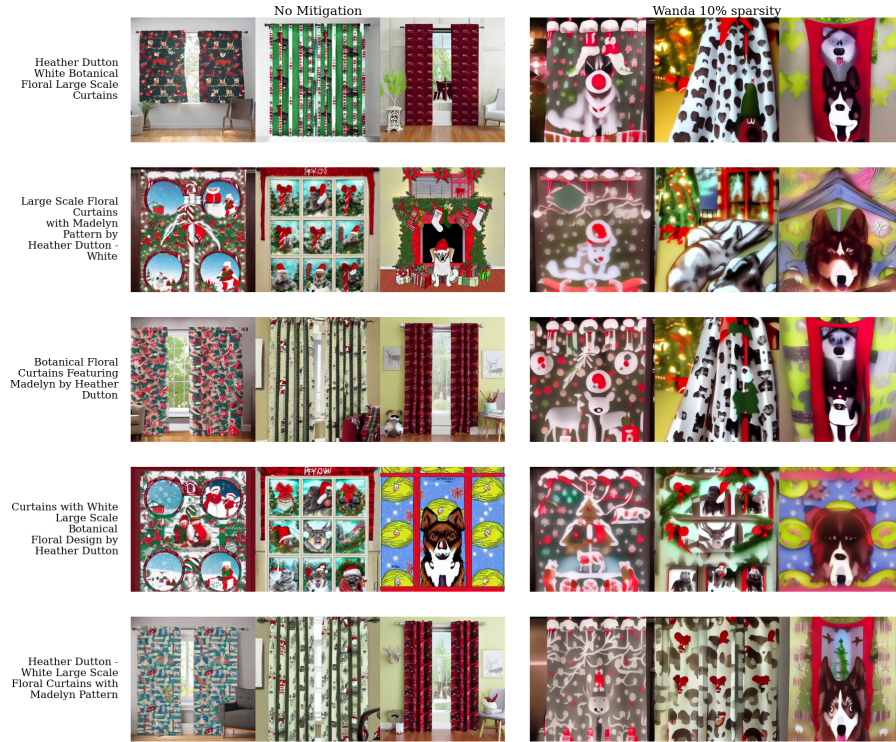 No Mitigation
Wanda 10% sparsity
Heather Dutton
White Botanical
Floral Large Scale
Curtains
Large Scale Floral
Curtains
with Madelyn
Pattern by
Heather Dutton -
White
Botanical Floral
Curtains Featuring
Madelyn by Heather
Dutton
Curtains with White
Large Scale
Botanical
Floral Design by
Heather Dutton
Heather Dutton -
White Large Scale
Floral Curtains with
Madelyn Pattern